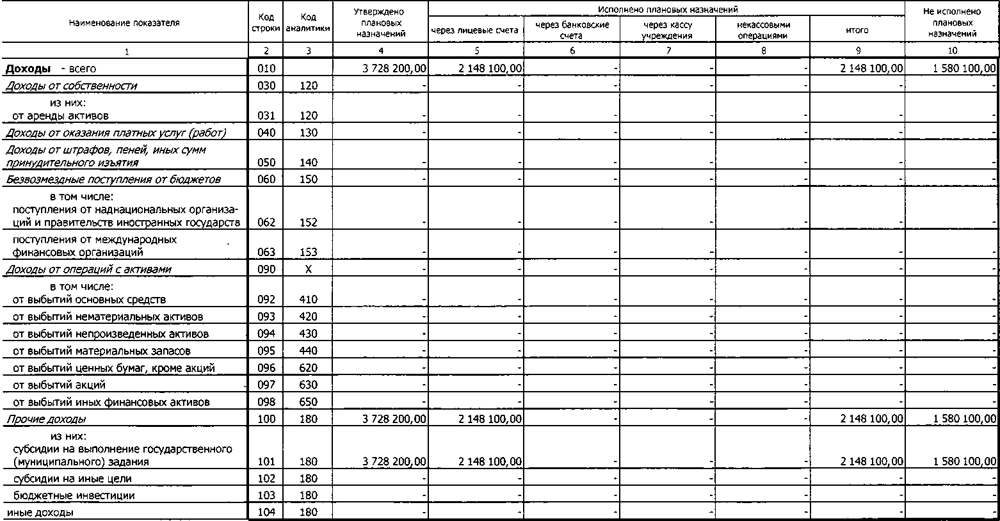 Наименование показателя Код строки Код аналитики Утверждено плановых назначений Исполнено плановых назначений Не исполнено плановых назначений
через лицевые счета через банковские счета через кассу учреждения некассовыми операциями итого
1 2 3 4 5 6 7 8 9 10
Доходы - всего 010 3 728 200,00 2 148 100,00 - - - 2 148 100,00 1 580 100,00
Доходы от собственности 030 120 - - - - - - -
из них:
от аренды активов 031 120 - - - - - - -
Доходы от оказания платных услуг (работ) 040 130 - - - - - - -
Доходы от штрафов, пеней, иных сумм
принудительного изъятия 050 140 - - - - - - -
Безвозмездные поступления от бюджетов 060 150 - - - - - - -
в том числе:
поступления от наднациональных организа-
ций и правительств иностранных государств 062 152 - - - - - - -
поступления от международных
финансовых организаций 063 153 - - - - - - -
Доходы от операций с активами 090 X - - - - - - -
в том числе:
от выбытий основных средств 092 410 - - - - - - -
от выбытий нематериальных активов 093 420 - - - - - - -
от выбытий непроизведенных активов 094 430 - - - - - - -
от выбытий материальных запасов 095 440 - - - - - - -
от выбытий ценных бумаг, кроме акций 096 620 - - - - - - -
от выбытий акций 097 630 - - - - - - -
от выбытий иных финансовых активов 098 650 - - - - - - -
Прочие доходы 100 180 3 728 200,00 2 148 100,00 - - - 2 148 100,00 1 580 100,00
из них:
субсидии на выполнение государственного
(муниципального) задания 101 180 3 728 200,00 2 148 100,00 - - - 2 148 100,00 1 580 100,00
субсидии на иные цели 102 180 - - - - - - -
бюджетные инвестиции 103 180 - - - - - - -
иные доходы 104 180 - - - - - - -